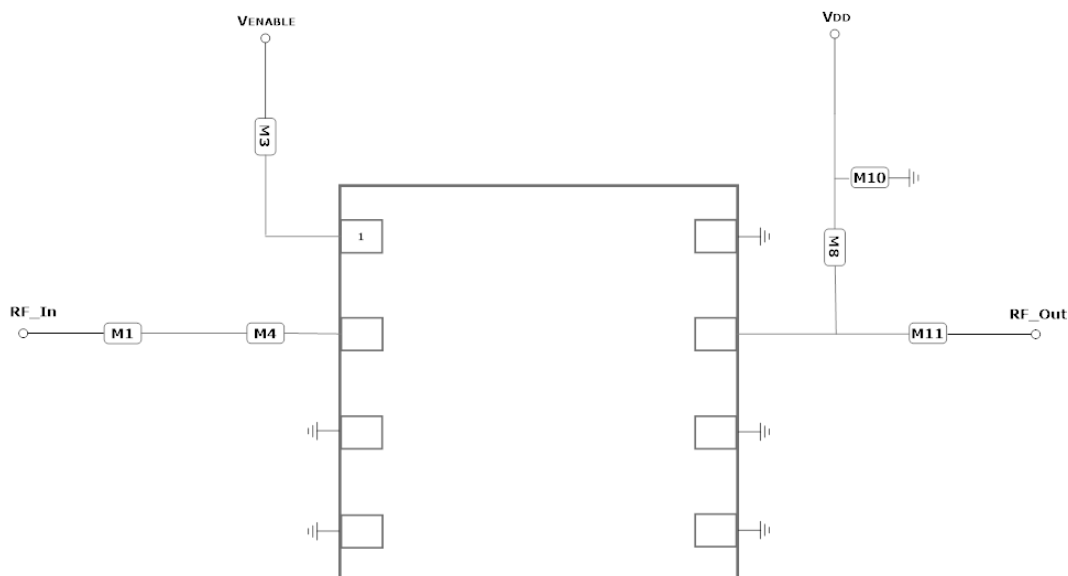 VENABLE
VDD
M3
M10
1
M8
RF_In
M1
M4
M11
RF_Out